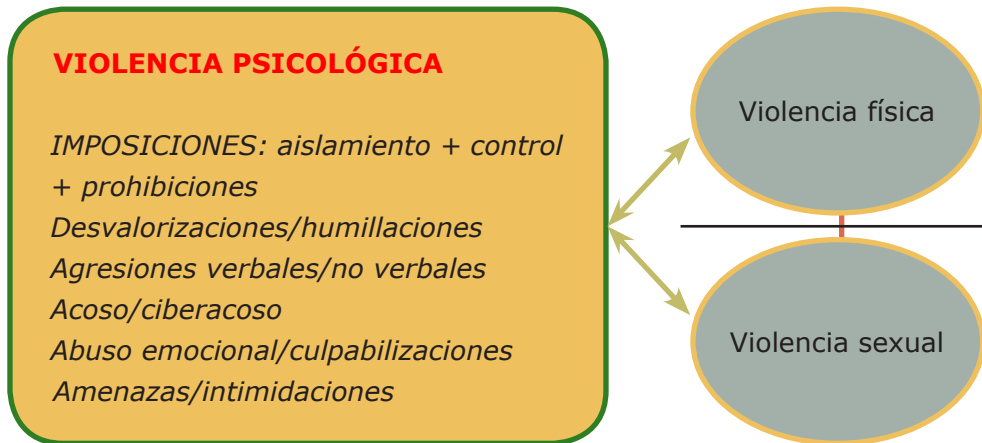 VIOLENCIA PSICOLÓGICA
IMPOSICIONES: aislamiento + control
+ prohibiciones
Desvalorizaciones/humillaciones
Agresiones verbales/no verbales
Acoso/ciberacoso
Abuso emocional/culpabilizaciones
Amenazas/intimidaciones
Violencia física
Violencia sexual